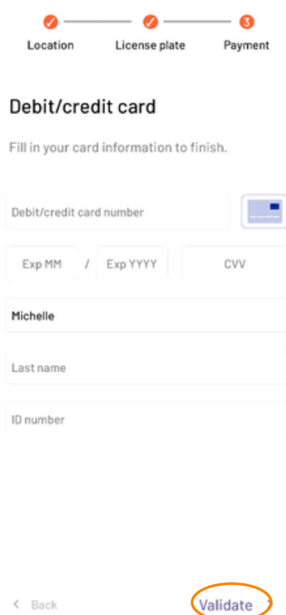 3
Location License plate Payment
Debit/credit card
Fill in your card information to finish.
Debit/credit card number
Exp MM / Exp YYYY CVV
Michelle
Last name
ID number
< Back Validate